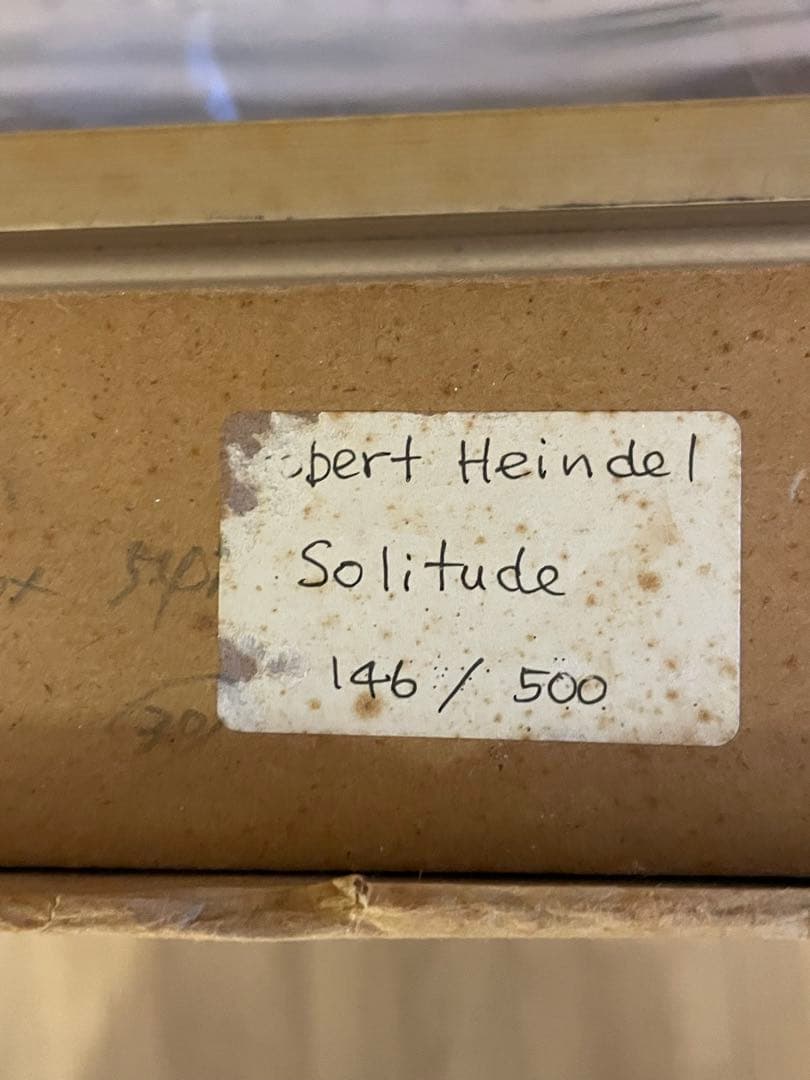 bert Heindel
Solitude
146 / 500